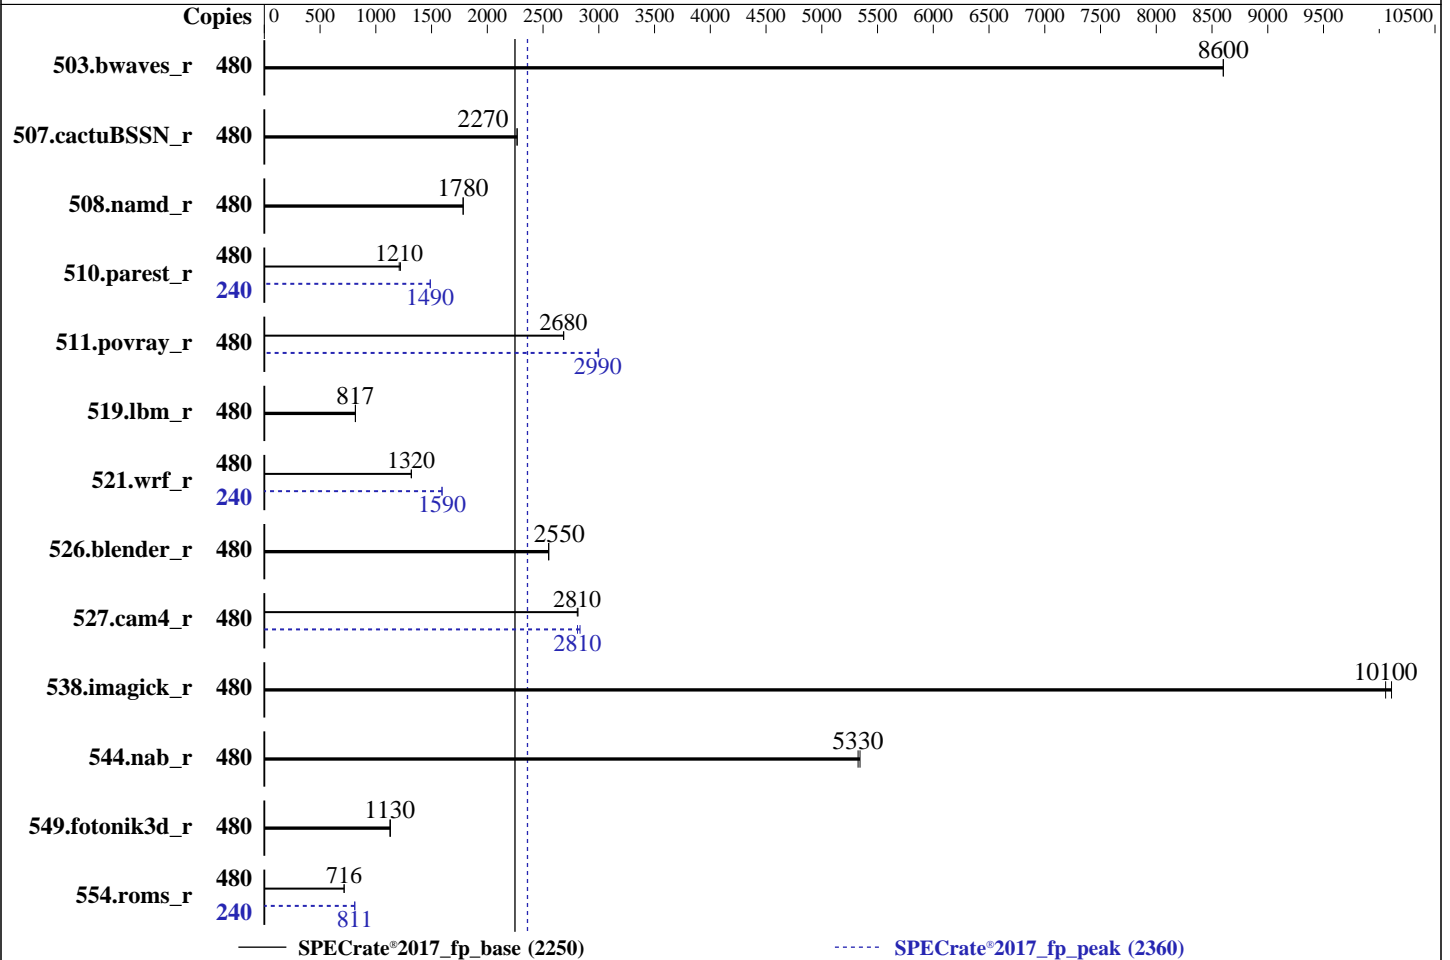 Copies 0 500 1000 1500 2000 2500 3000 3500 4000 4500 5000 5500 6000 6500 7000 7500 8000 8500 9000 9500 10500
503.bwaves_r 480 8600
507.cactuBSSN_r 480 2270
508.namd_r 480 1780
510.parest_r 480 1210
240 1490
511.povray_r 480 2680
2990
519.lbm_r 480 817
521.wrf_r 480 1320
240 1590
526.blender_r 480 2550
527.cam4_r 480 2810
2810
538.imagick_r 480 10100
544.nab_r 480 5330
549.fotonik3d_r 480 1130
554.roms_r 480 716
240 811
SPECrate®2017_fp_base (2250) SPECrate®2017_fp_peak (2360)